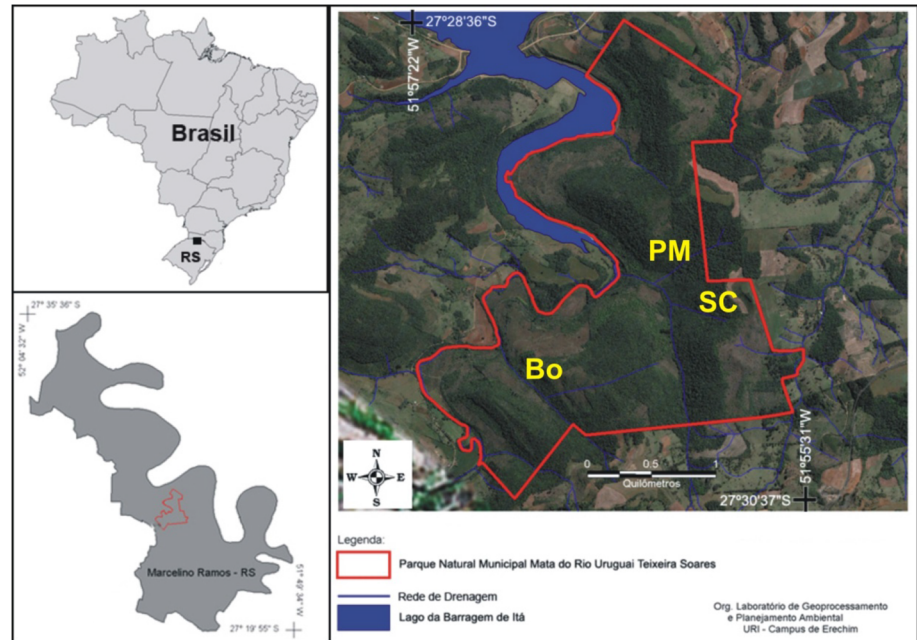 Brasil
RS
27° 35' 36" S
52° 04' 32" W
Marcelino Ramos - RS
51° 49' 34" W
27° 19' 55" S
27°28'36"S
51°57'22"W
PM
SC
Bo
N
W E
S
0 0.5 1
Quilômetros
51°55'31"W
27°30'37"S
Legenda:
Parque Natural Municipal Mata do Rio Uruguai Teixeira Soares
Rede de Drenagem
Lago da Barragem de Itá
Org. Laboratório de Geoprocessamento
e Planejamento Ambiental
URI - Campus de Erechim